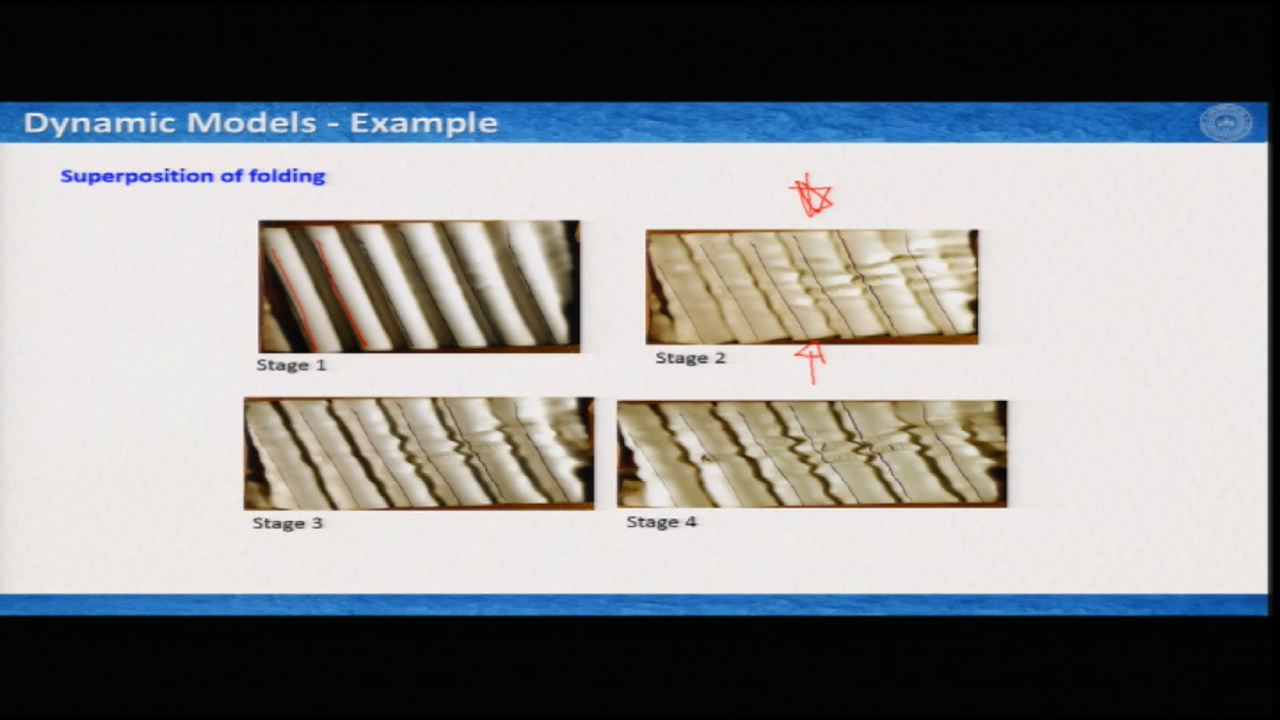 Dynamic Models - Example
Superposition of folding
Stage 1
Stage 2
Stage 3
Stage 4